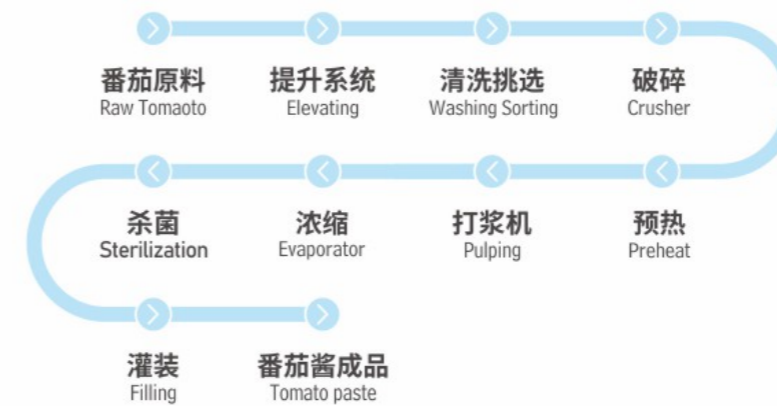 番茄原料
Raw Tomaoto
提升系统
Elevating
清洗挑选
Washing Sorting
破碎
Crusher
预热
Preheat
打浆机
Pulping
浓缩
Evaporator
杀菌
Sterilization
灌装
Filling
番茄酱成品
Tomato paste